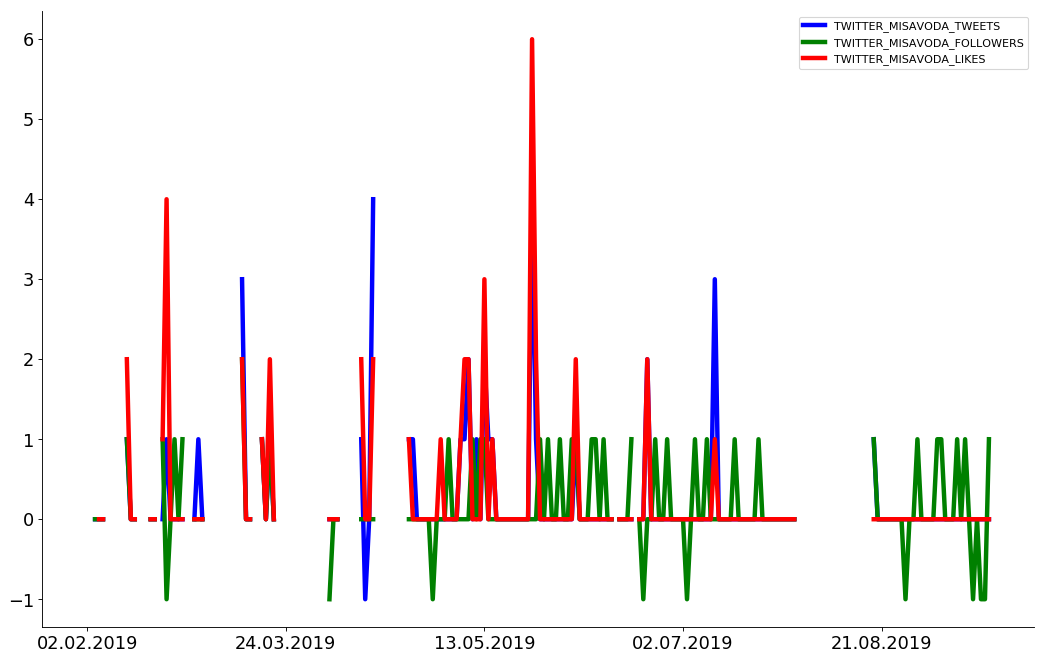 TWITTER_MISAVODA_TWEETS
TWITTER_MISAVODA_FOLLOWERS
TWITTER_MISAVODA_LIKES
6
5
4
3
2
1
0
−1
02.02.2019 24.03.2019 13.05.2019 02.07.2019 21.08.2019